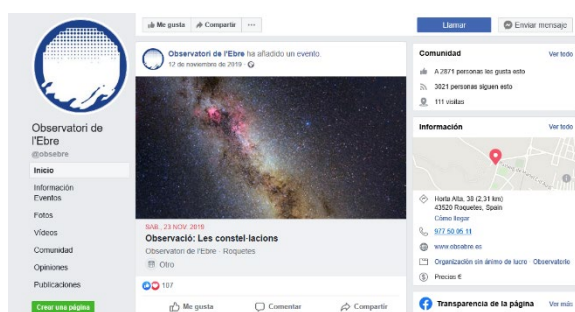 Observatori de
l'Ebre
@obsebre
Inicio
Información
Eventos
Fotos
Vídeos
Comunidad
Opiniones
Publicaciones
Crear una página
Me gusta Compartir ...
Observatori de l'Ebre ha añadido un evento.
12 de noviembre de 2019 ·
SÁB., 23 NOV. 2019
Observació: Les constel·lacions
Observatori de l'Ebre · Roquetes
Otro
107
Me gusta Comentar Compartir
Llamar Enviar mensaje
Comunidad Ver todo
A 2871 personas les gusta esto
3021 personas siguen esto
111 visitas
Información Ver todo
Horta Alta, 38 (2,31 km)
43520 Roquetes, Spain
Cómo llegar
977 50 05 11
www.obsebre.es
Organización sin ánimo de lucro · Observatorio
Precios €
Transparencia de la página Ver más